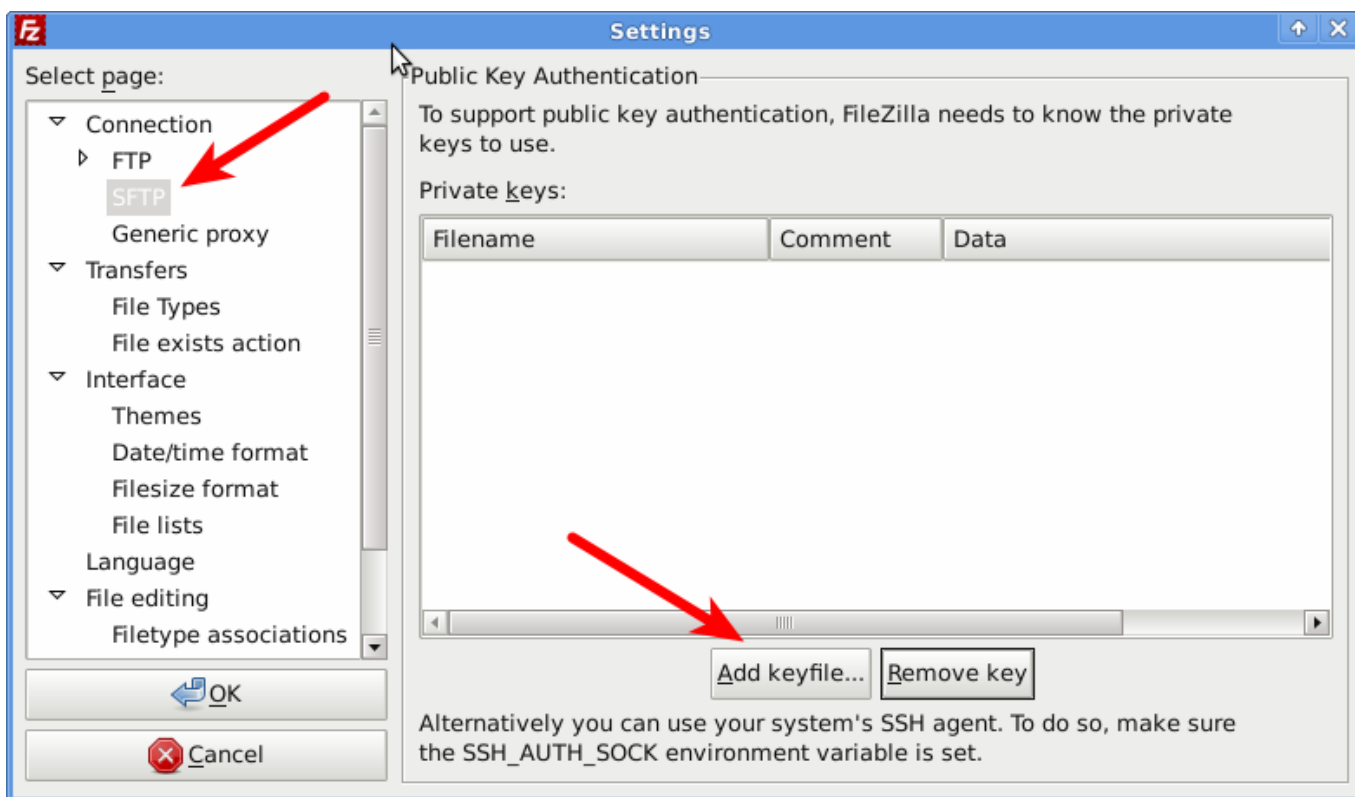 Fz
Settings
Select page:
Connection
FTP
SFTP
Generic proxy
Transfers
File Types
File exists action
Interface
Themes
Date/time format
Filesize format
File lists
Language
File editing
Filetype associations
OK
Cancel
Public Key Authentication
To support public key authentication, FileZilla needs to know the private
keys to use.
Private keys:
Filename Comment Data
Add keyfile... Remove key
Alternatively you can use your system's SSH agent. To do so, make sure
the SSH_AUTH_SOCK environment variable is set.